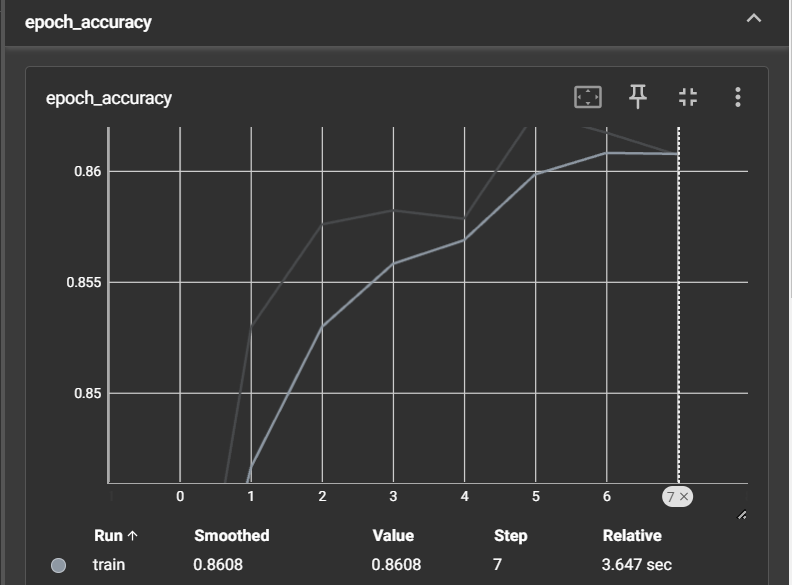 epoch_accuracy
epoch_accuracy
0.86
0.855
0.85
0 1 2 3 4 5 6 7 ×
Run ↑ Smoothed Value Step Relative
train 0.8608 0.8608 7 3.647 sec